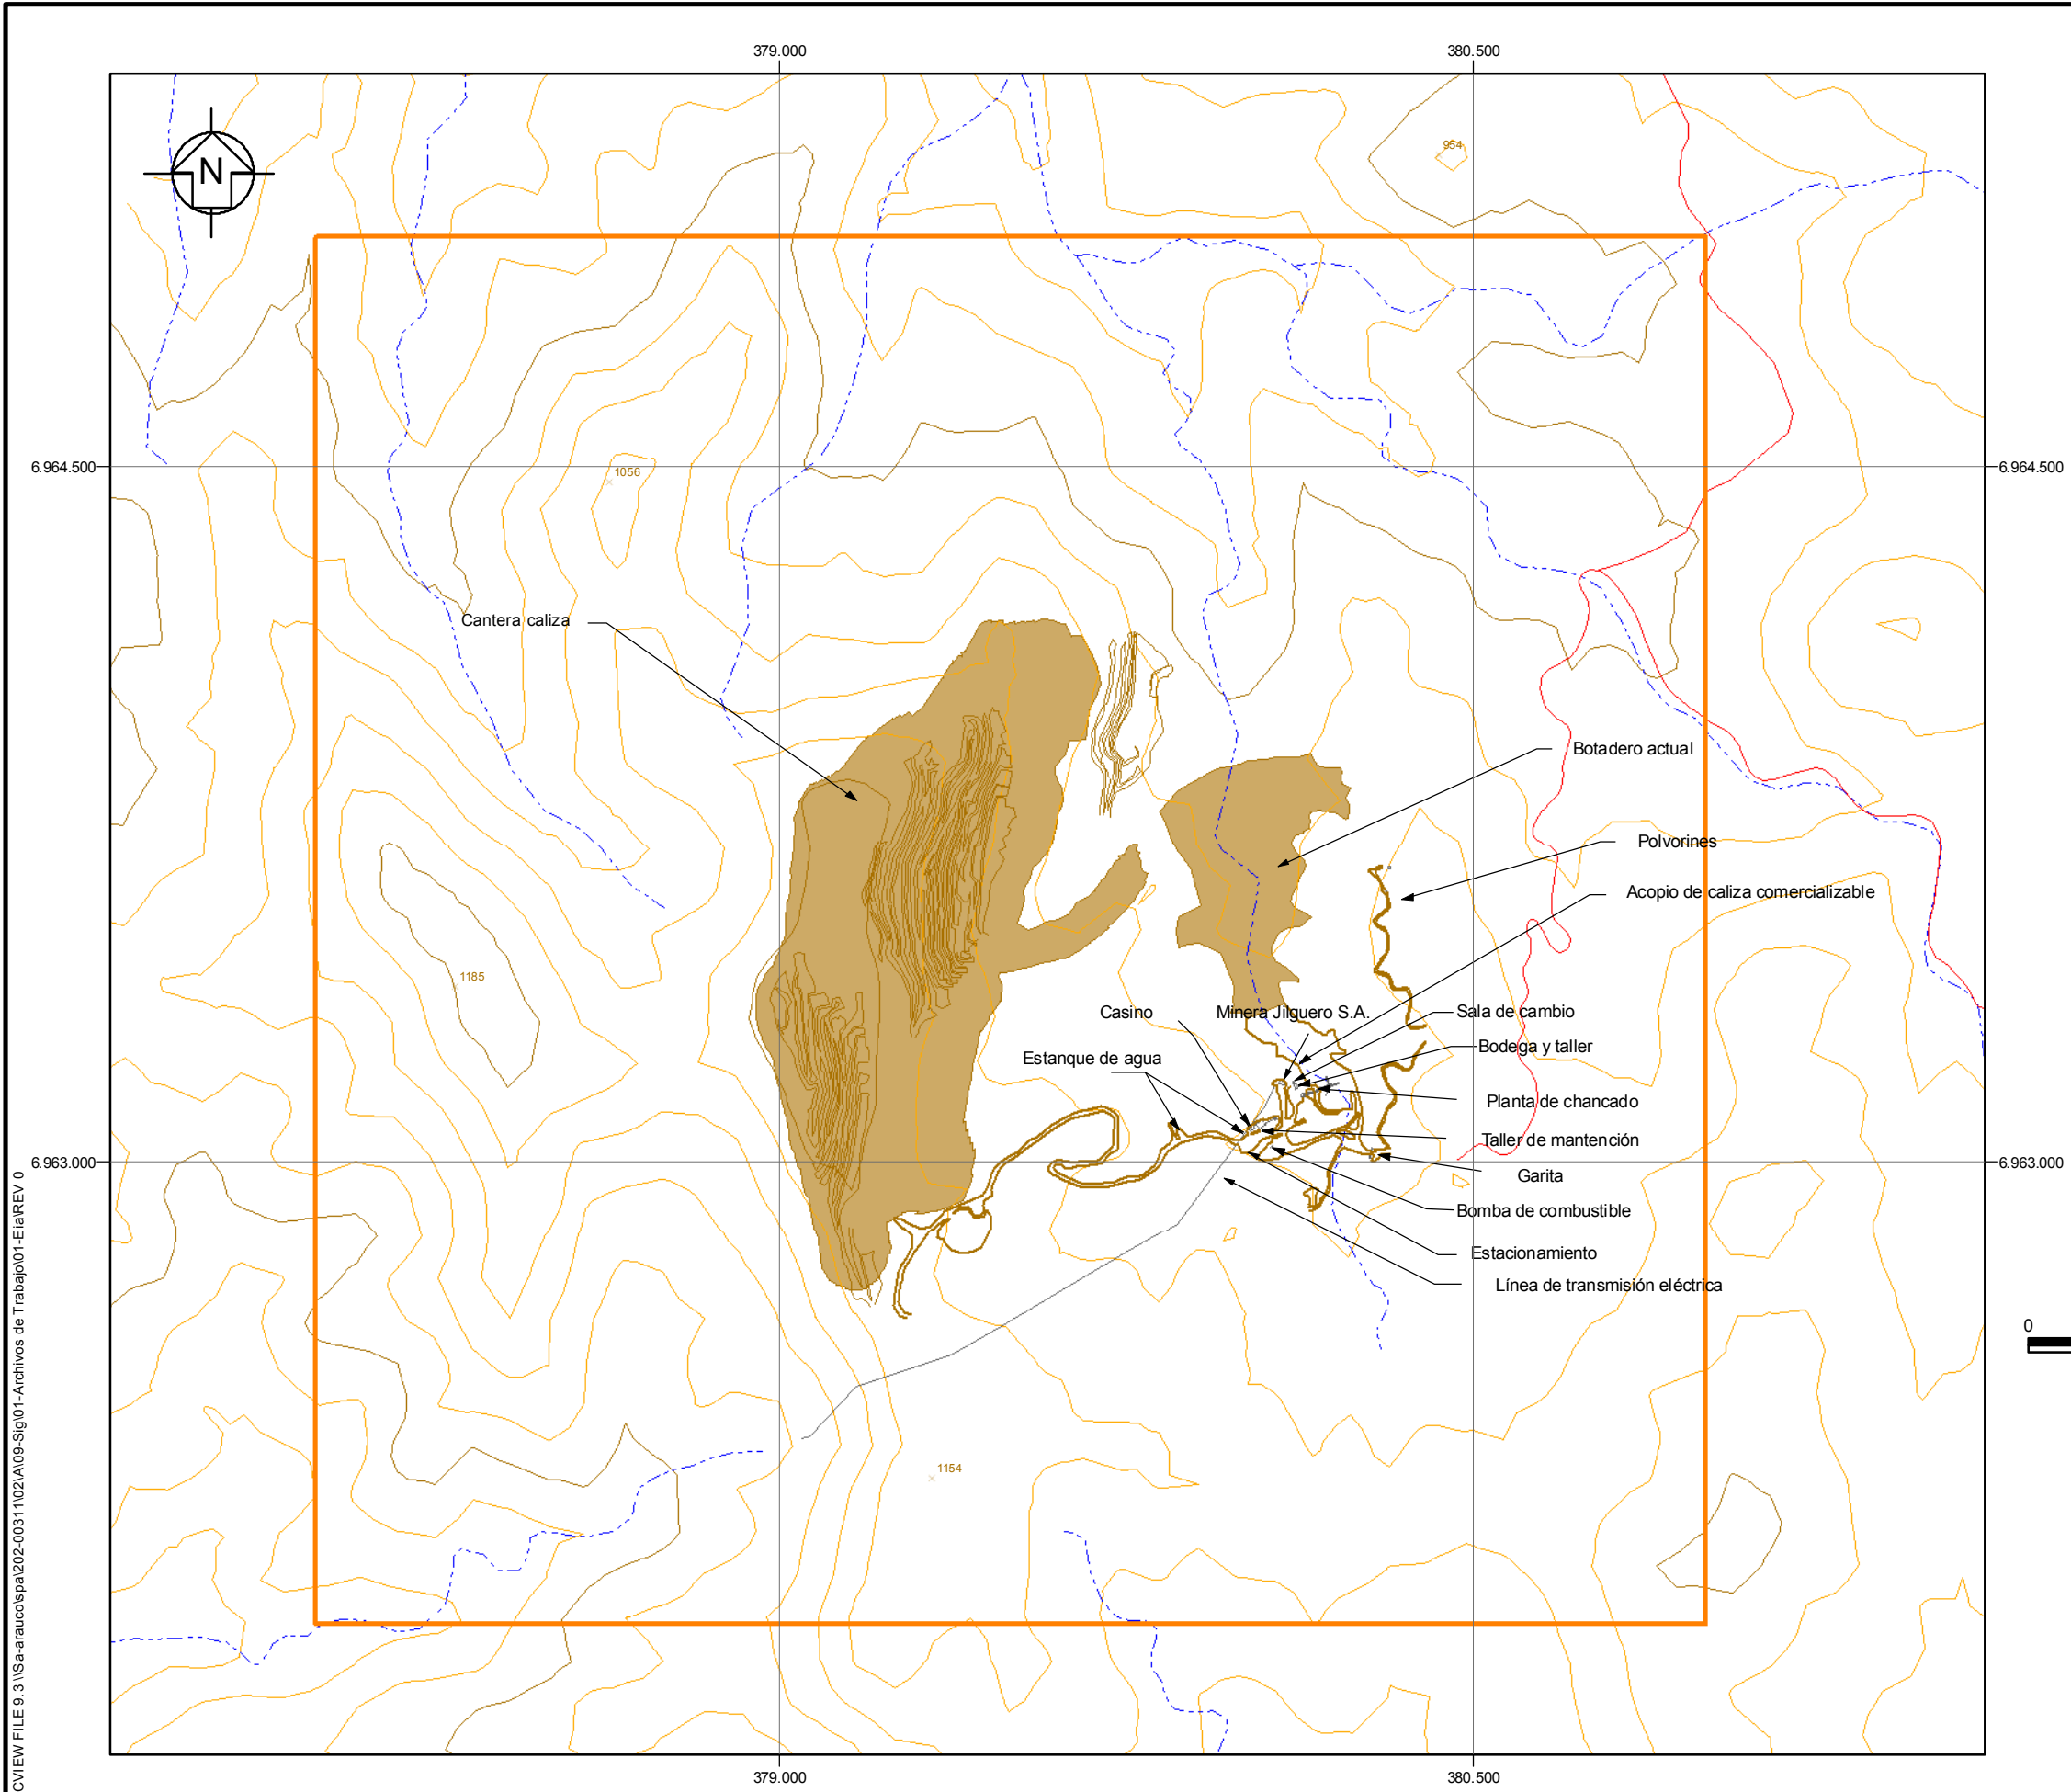 379.000
380.500
N
954
6.964.500
6.964.500
1056
Cantera caliza
Botadero actual
Polvorines
Acopio de caliza comercializable
1185
Casino
Minera Jilguero S.A.
Sala de cambio
Estanque de agua
Bodega y taller
Planta de chancado
Taller de mantención
6.963.000
6.963.000
Garita
Bomba de combustible
Estacionamiento
Línea de transmisión eléctrica
0
1154
CVIEW FILE 9.3 \\Sa-arauco\spa\202-00311\02\A\09-Sig\01-Archivos de Trabajo\01-Eia\REV 0
379.000
380.500